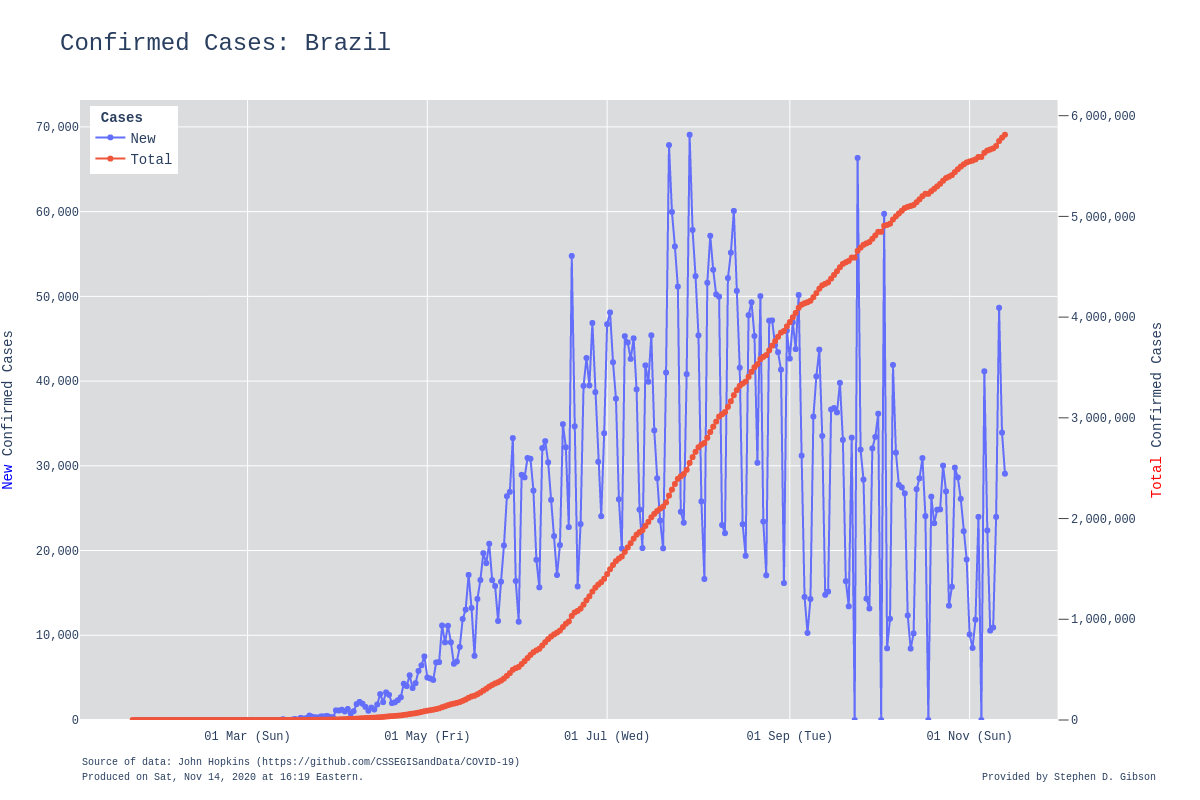 Confirmed Cases: Brazil
Cases
New
Total
70,000
60,000
50,000
40,000
30,000
20,000
10,000
0
New Confirmed Cases
6,000,000
5,000,000
4,000,000
3,000,000
2,000,000
1,000,000
0
Total Confirmed Cases
01 Mar (Sun)
01 May (Fri)
01 Jul (Wed)
01 Sep (Tue)
01 Nov (Sun)
Source of data: John Hopkins (https://github.com/CSSEGISandData/COVID-19)
Produced on Sat, Nov 14, 2020 at 16:19 Eastern.
Provided by Stephen D. Gibson